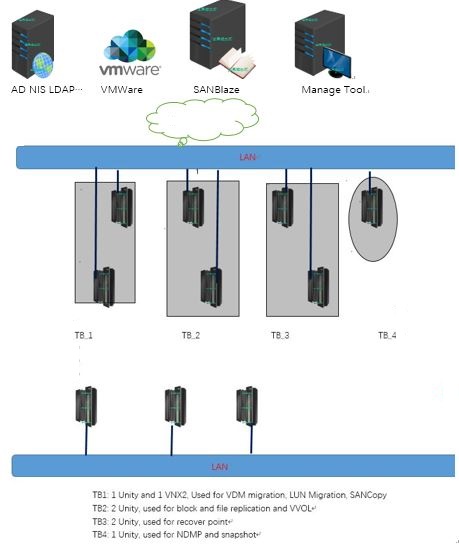 vmware
AD NIS LDAP… VMWare SANBlaze Manage Tool.
LAN
TB_1 TB_2 TB_3 TB_4
LAN
TB1: 1 Unity and 1 VNX2, Used for VDM migration, LUN Migration, SANCopy
TB2: 2 Unity, used for block and file replication and VVOL
TB3: 2 Unity, used for recover point
TB4: 1 Unity, used for NDMP and snapshot